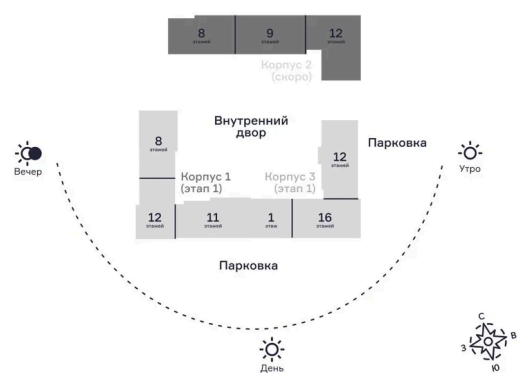 8
этажей
9
этажей
12
этажей
Корпус 2
(скоро)
Внутренний
двор
8
этажей
12
этажей
Парковка
Вечер
Утро
Корпус 1
(этап 1)
Корпус 3
(этап 1)
12
этажей
11
этажей
1
этаж
16
этажей
Парковка
День
С
В
З
Ю